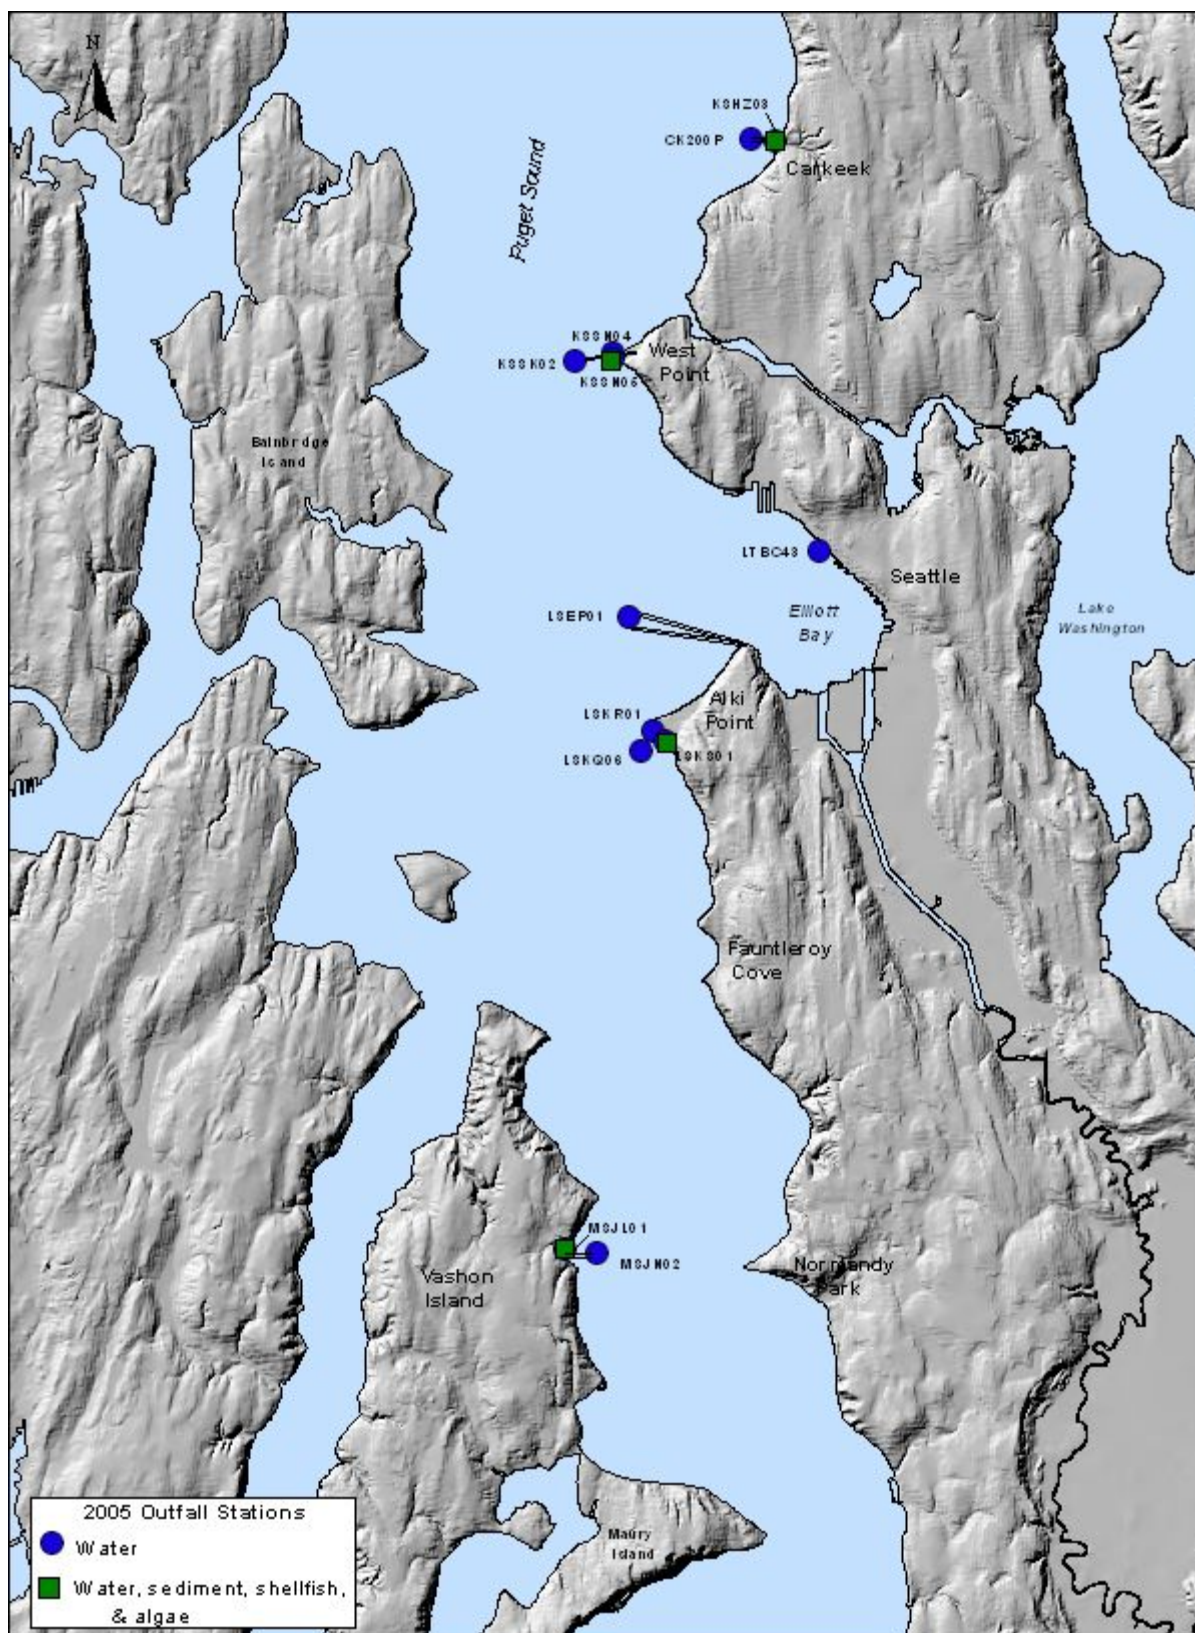 N
KSHZ03
CK200P
Carkeek
Puget Sound
KSSN04
KSSK02
KSSN05
West
Point
Bainbridge
Island
LTBC43
Seattle
LSEP01
Elliott
Bay
Lake
Washington
Alki
Point
LSKR01
LSKS01
LSKQ06
Fauntleroy
Cove
MSJL01
MSJN02
Vashon
Island
Normandy
Park
Maury
Island
2005 Outfall Stations
Water
Water, sediment, shellfish,
& algae